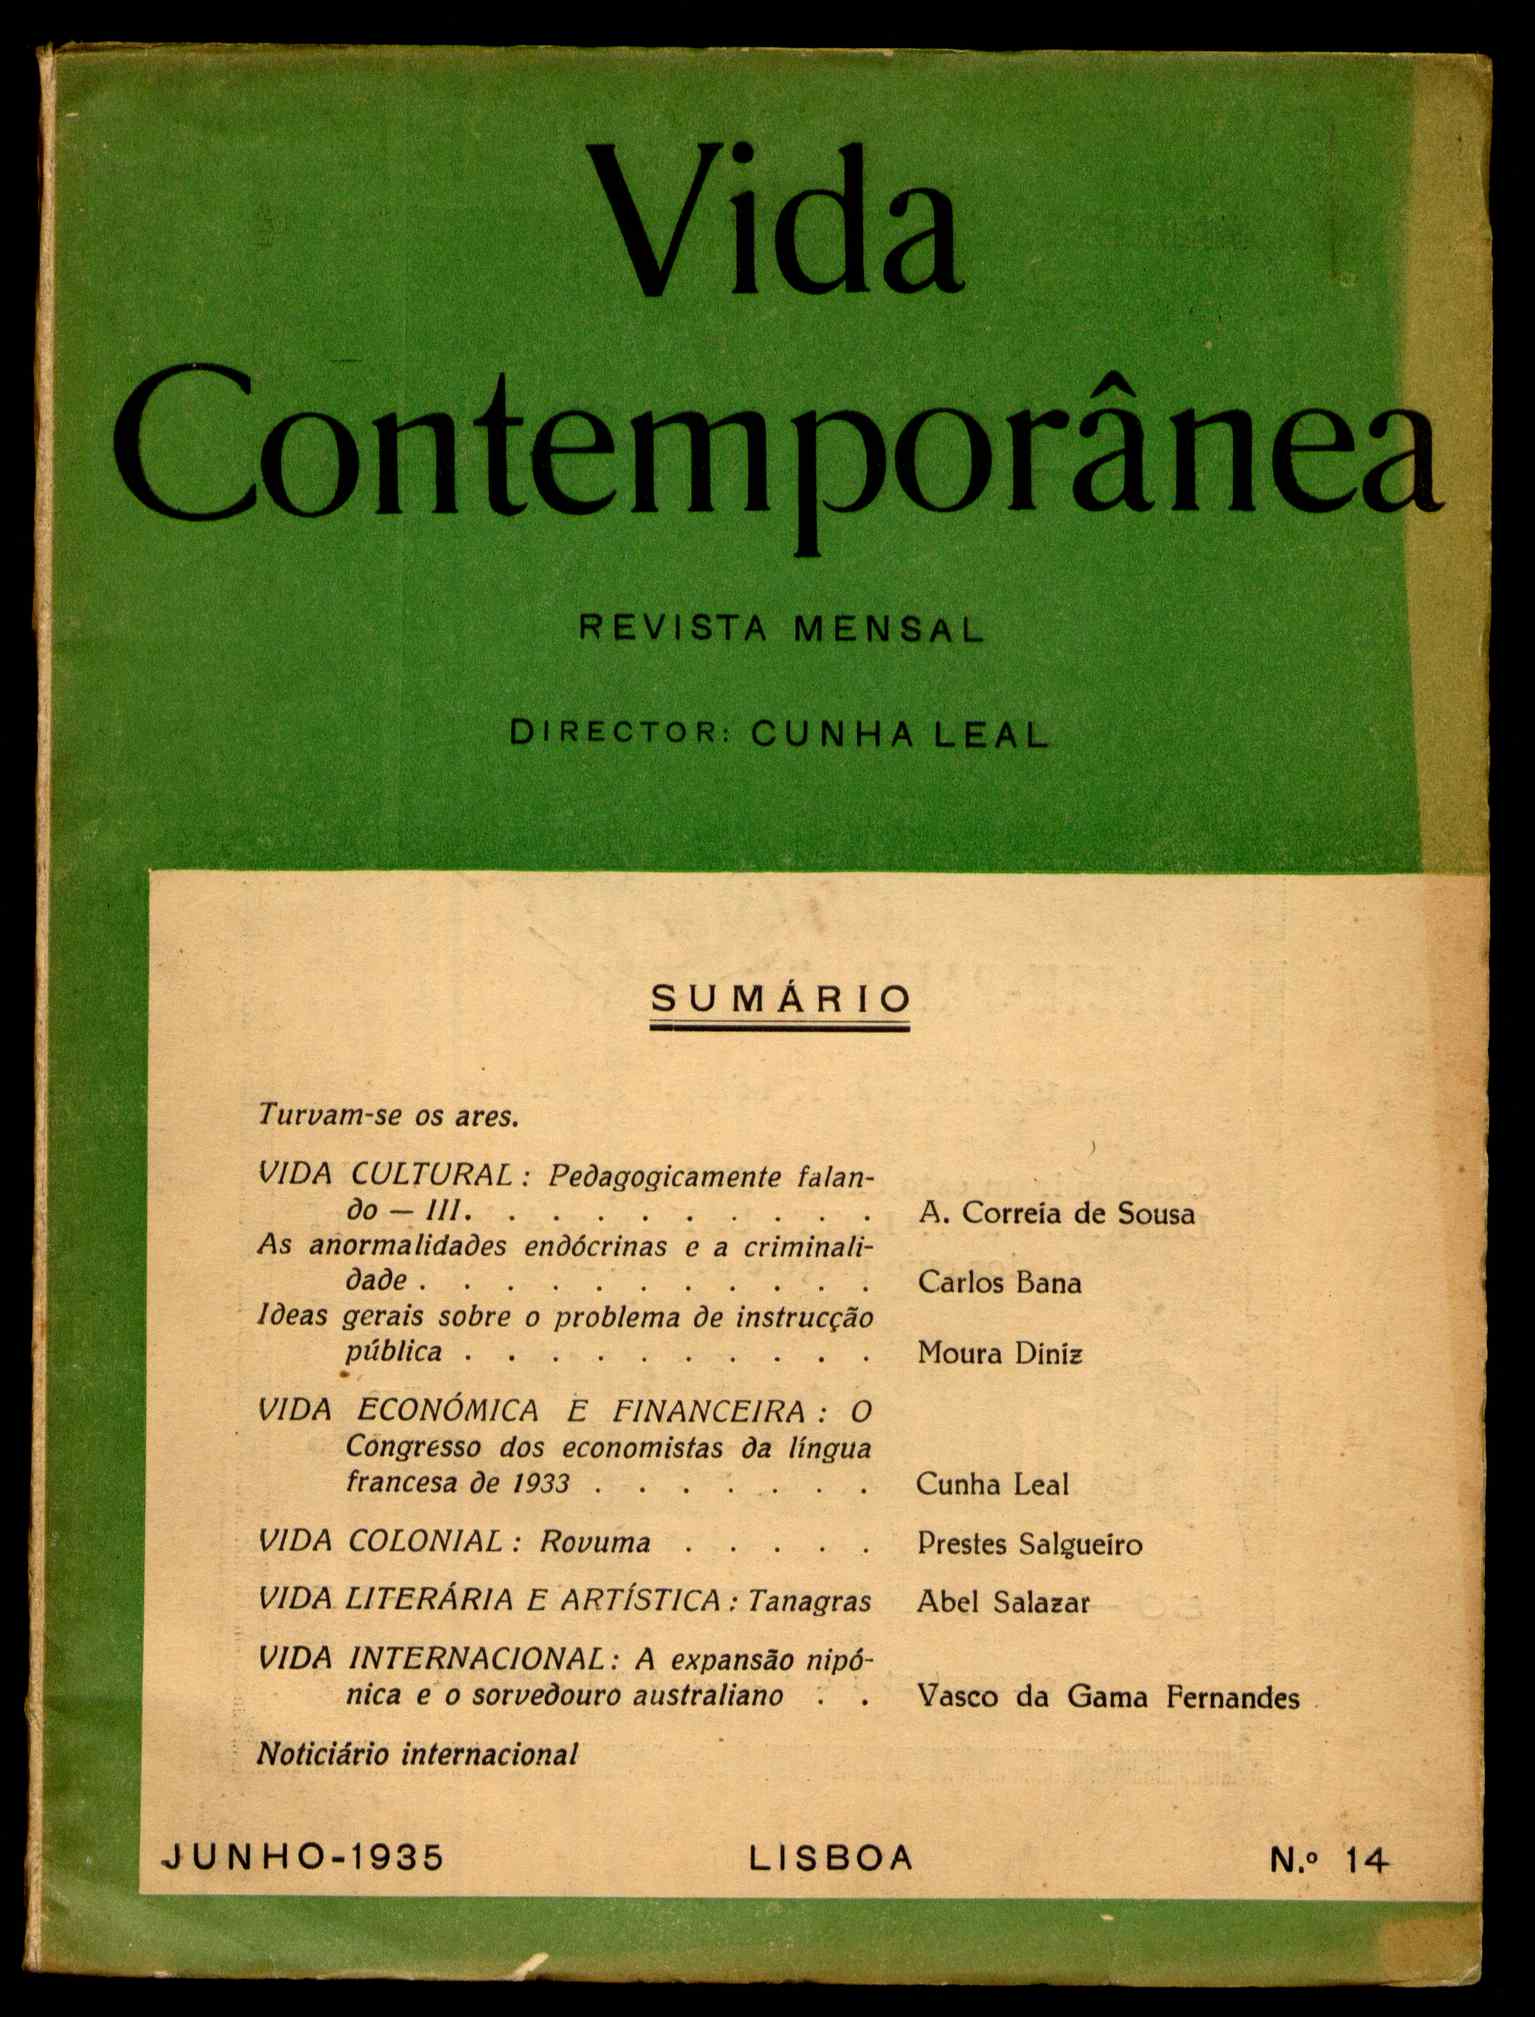 Vida
Contemporânea
REVISTA MENSAL
DIRECTOR: CUNHA LEAL
SUMÁRIO
Turvam-se os ares.
VIDA CULTURAL: Pedagogicamente falan-
do — III. . . . . . . . . . A. Correia de Sousa
As anormalidades endócrinas e a criminali-
dade . . . . . . . . . . . Carlos Bana
Ideas gerais sobre o problema de instrucção
pública . . . . . . . . . . Moura Diniz
VIDA ECONÓMICA E FINANCEIRA: O
Congresso dos economistas da língua
francesa de 1933 . . . . . . . Cunha Leal
VIDA COLONIAL: Rovuma . . . . . Prestes Salgueiro
VIDA LITERÁRIA E ARTÍSTICA: Tanagras Abel Salazar
VIDA INTERNACIONAL: A expansão nipó-
nica e o sorvedouro australiano . . Vasco da Gama Fernandes
Noticiário internacional
JUNHO-1935 LISBOA N.º 14